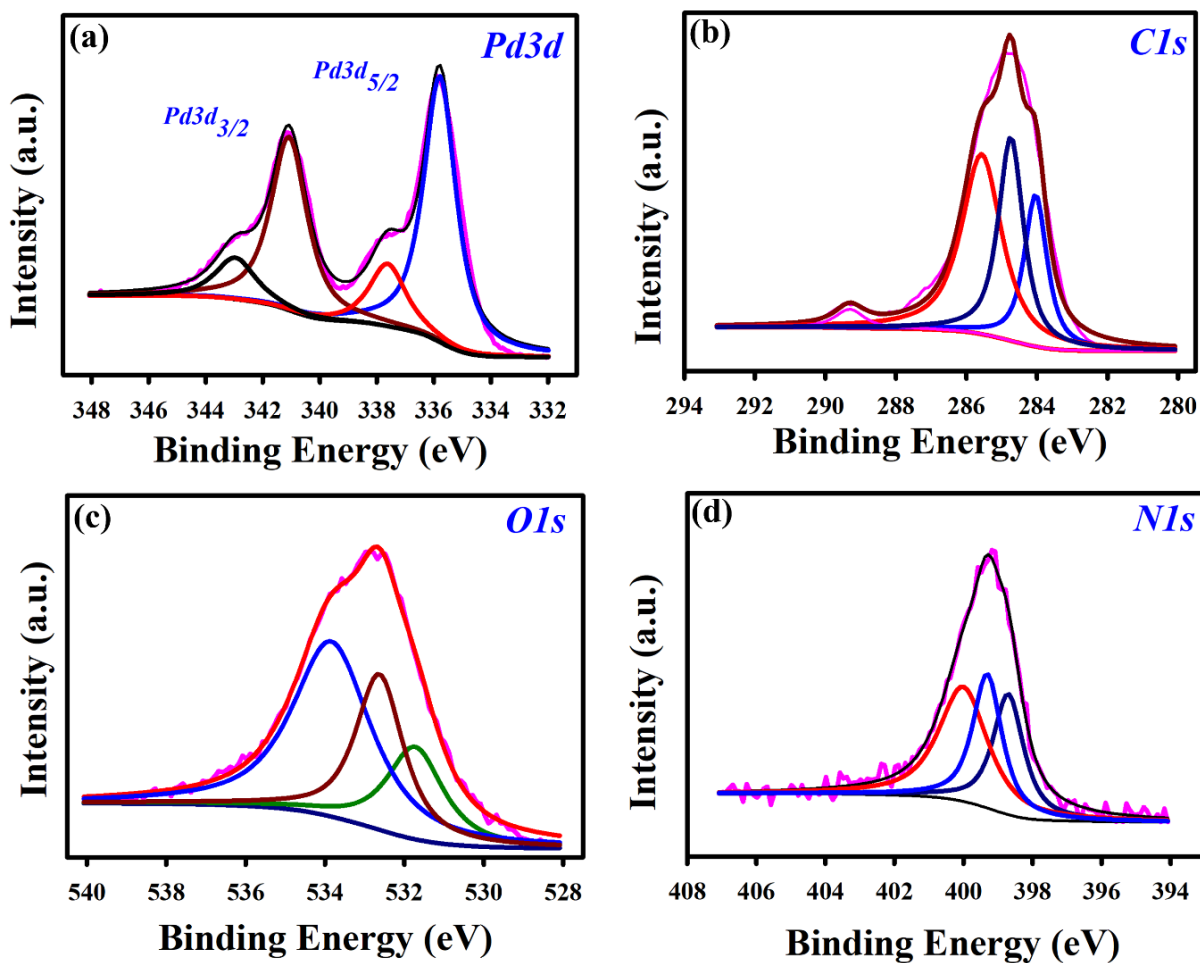 (a)
Pd3d
Pd3d5/2
Pd3d3/2
Intensity (a.u.)
348 346 344 342 340 338 336 334 332
Binding Energy (eV)
(b)
C1s
Intensity (a.u.)
294 292 290 288 286 284 282 280
Binding Energy (eV)
(c)
O1s
Intensity (a.u.)
540 538 536 534 532 530 528
Binding Energy (eV)
(d)
N1s
Intensity (a.u.)
408 406 404 402 400 398 396 394
Binding Energy (eV)